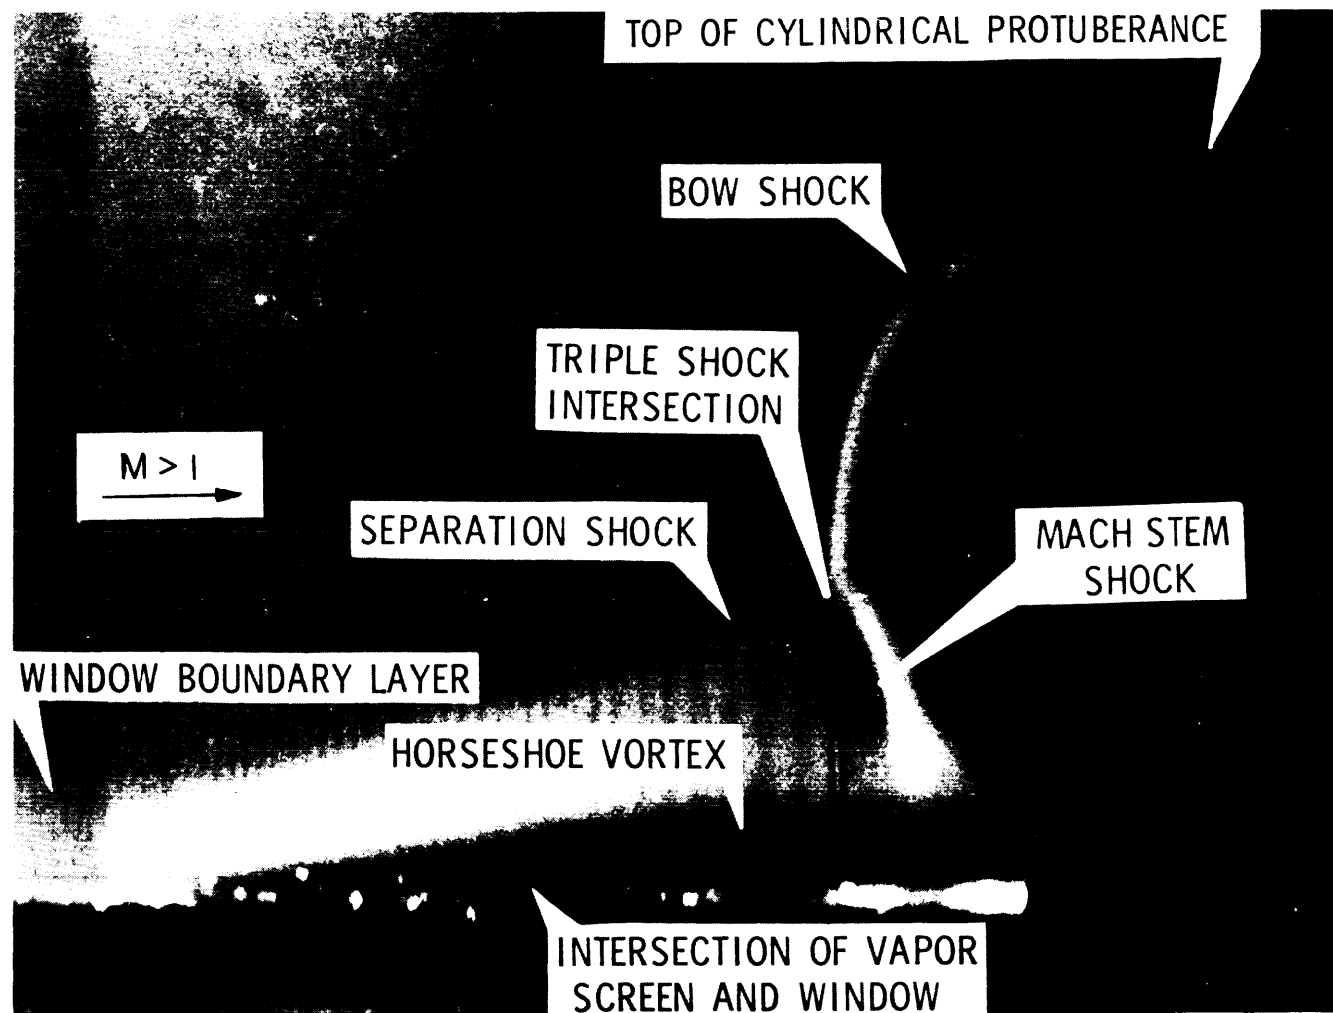 TOP OF CYLINDRICAL PROTUBERANCE
BOW SHOCK
TRIPLE SHOCK
INTERSECTION
M > 1
SEPARATION SHOCK
MACH STEM
SHOCK
WINDOW BOUNDARY LAYER
HORSESHOE VORTEX
INTERSECTION OF VAPOR
SCREEN AND WINDOW